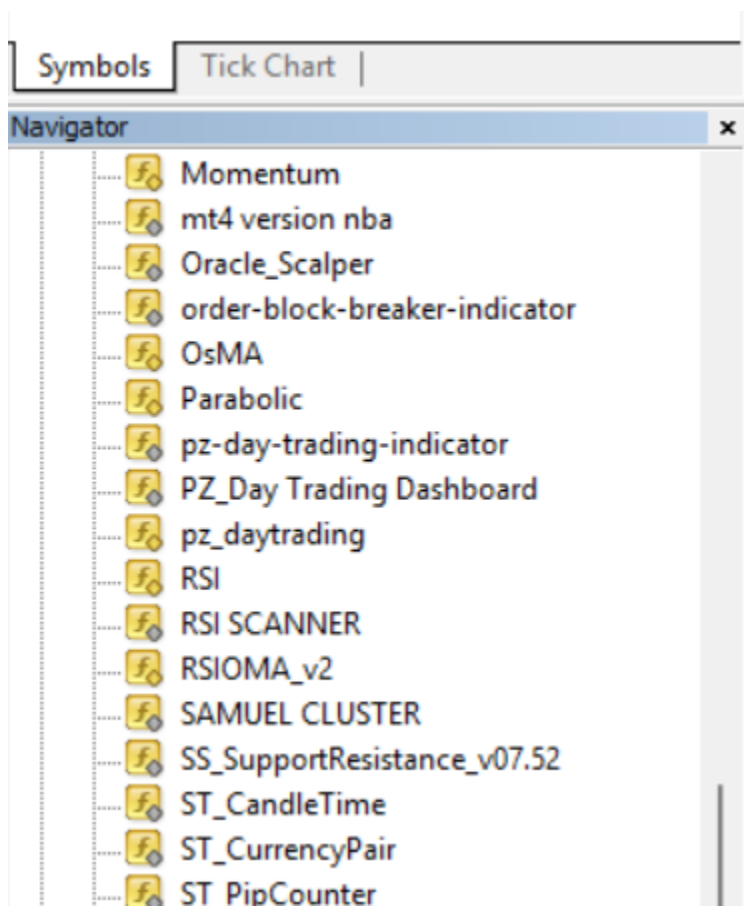 Symbols Tick Chart
Navigator
Momentum
mt4 version nba
Oracle_Scalper
order-block-breaker-indicator
OsMA
Parabolic
pz-day-trading-indicator
PZ_Day Trading Dashboard
pz_daytrading
RSI
RSI SCANNER
RSIOMA_v2
SAMUEL CLUSTER
SS_SupportResistance_v07.52
ST_CandleTime
ST_CurrencyPair
ST_PipCounter